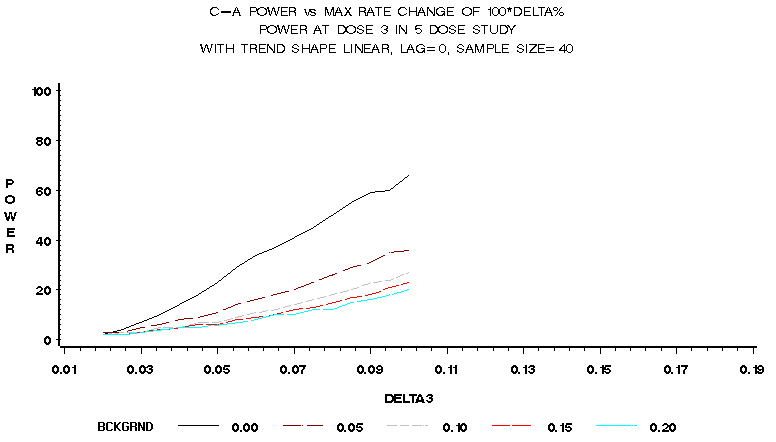 C-A POWER vs MAX RATE CHANGE OF 100*DELTA%
POWER AT DOSE 3 IN 5 DOSE STUDY
WITH TREND SHAPE LINEAR, LAG=0, SAMPLE SIZE=40
100
80
60
40
20
0
POWER
0.01 0.03 0.05 0.07 0.09 0.11 0.13 0.15 0.17 0.19
DELTA3
BCKGRND 0.00 0.05 0.10 0.15 0.20